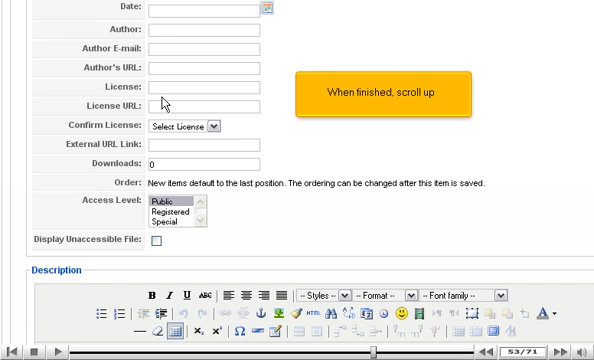 Date:
Author:
Author E-mail:
Author's URL:
License:
License URL:
When finished, scroll up
Confirm License: Select License
External URL Link:
Downloads: 0
Order: New items default to the last position. The ordering can be changed after this item is saved.
Access Level: Public
Registered
Special
Display Unaccessible File:
Description
B I U ABC -- Styles -- -- Format -- -- Font family --
HTML
A
x₂ x² Ω
53/71